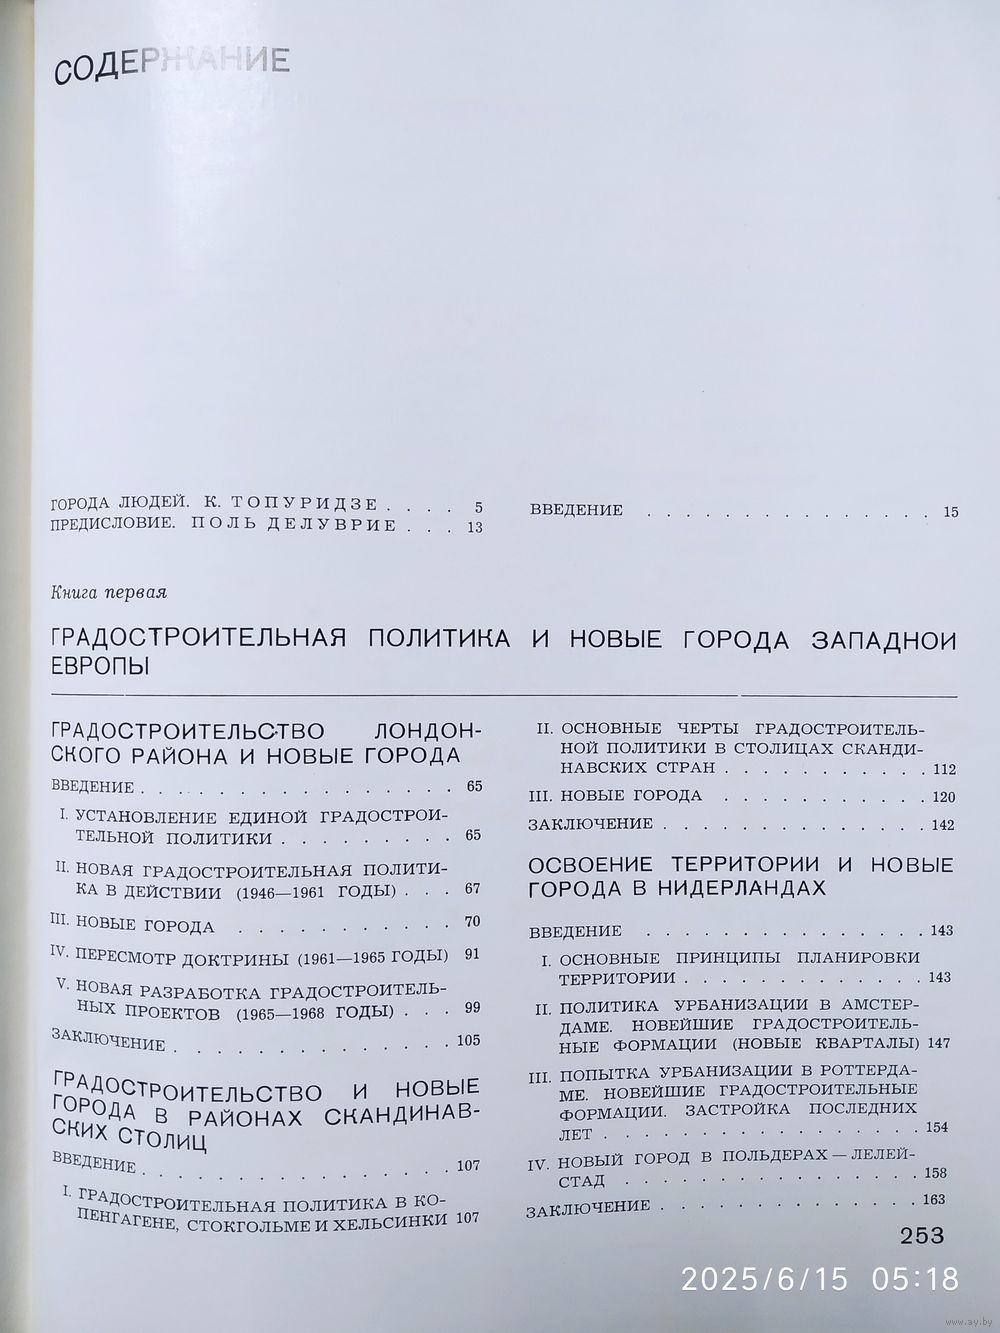 СОДЕРЖАНИЕ
ГОРОДА ЛЮДЕЙ. К. ТОПУРИДЗЕ . . . . 5
ПРЕДИСЛОВИЕ. ПОЛЬ ДЕЛУВРИЕ . . . 13
ВВЕДЕНИЕ . . . . . . . . . . . . . . . 15
Книга первая
ГРАДОСТРОИТЕЛЬНАЯ ПОЛИТИКА И НОВЫЕ ГОРОДА ЗАПАДНОЙ
ЕВРОПЫ
ГРАДОСТРОИТЕЛЬСТВО ЛОНДОН-
СКОГО РАЙОНА И НОВЫЕ ГОРОДА
ВВЕДЕНИЕ . . . . . . . . . . . . . . 65
I. УСТАНОВЛЕНИЕ ЕДИНОЙ ГРАДОСТРОИ-
ТЕЛЬНОЙ ПОЛИТИКИ . . . . . . . . 65
II. НОВАЯ ГРАДОСТРОИТЕЛЬНАЯ ПОЛИТИ-
КА В ДЕЙСТВИИ (1946—1961 ГОДЫ) . . . 67
III. НОВЫЕ ГОРОДА . . . . . . . . . . . 70
IV. ПЕРЕСМОТР ДОКТРИНЫ (1961—1965 ГОДЫ) 91
V. НОВАЯ РАЗРАБОТКА ГРАДОСТРОИТЕЛЬ-
НЫХ ПРОЕКТОВ (1965—1968 ГОДЫ) . . . 99
ЗАКЛЮЧЕНИЕ . . . . . . . . . . . . . 105
ГРАДОСТРОИТЕЛЬСТВО И НОВЫЕ
ГОРОДА В РАЙОНАХ СКАНДИНАВ-
СКИХ СТОЛИЦ
ВВЕДЕНИЕ . . . . . . . . . . . . . . 107
I. ГРАДОСТРОИТЕЛЬНАЯ ПОЛИТИКА В КО-
ПЕНГАГЕНЕ, СТОКГОЛЬМЕ И ХЕЛЬСИНКИ 107
II. ОСНОВНЫЕ ЧЕРТЫ ГРАДОСТРОИТЕЛЬ-
НОЙ ПОЛИТИКИ В СТОЛИЦАХ СКАНДИ-
НАВСКИХ СТРАН . . . . . . . . . . . 112
III. НОВЫЕ ГОРОДА . . . . . . . . . . . 120
ЗАКЛЮЧЕНИЕ . . . . . . . . . . . . . . 142
ОСВОЕНИЕ ТЕРРИТОРИИ И НОВЫЕ
ГОРОДА В НИДЕРЛАНДАХ
ВВЕДЕНИЕ . . . . . . . . . . . . . . . 143
I. ОСНОВНЫЕ ПРИНЦИПЫ ПЛАНИРОВКИ
ТЕРРИТОРИИ . . . . . . . . . . . . . 143
II. ПОЛИТИКА УРБАНИЗАЦИИ В АМСТЕР-
ДАМЕ. НОВЕЙШИЕ ГРАДОСТРОИТЕЛЬ-
НЫЕ ФОРМАЦИИ (НОВЫЕ КВАРТАЛЫ) 147
III. ПОПЫТКА УРБАНИЗАЦИИ В РОТТЕРДА-
МЕ. НОВЕЙШИЕ ГРАДОСТРОИТЕЛЬНЫЕ
ФОРМАЦИИ. ЗАСТРОЙКА ПОСЛЕДНИХ
ЛЕТ . . . . . . . . . . . . . . . . . 154
IV. НОВЫЙ ГОРОД В ПОЛЬДЕРАХ — ЛЕЛЕЙ-
СТАД . . . . . . . . . . . . . . . . 158
ЗАКЛЮЧЕНИЕ . . . . . . . . . . . . . . 163
253
2025/6/15 05:18
www.ay.by